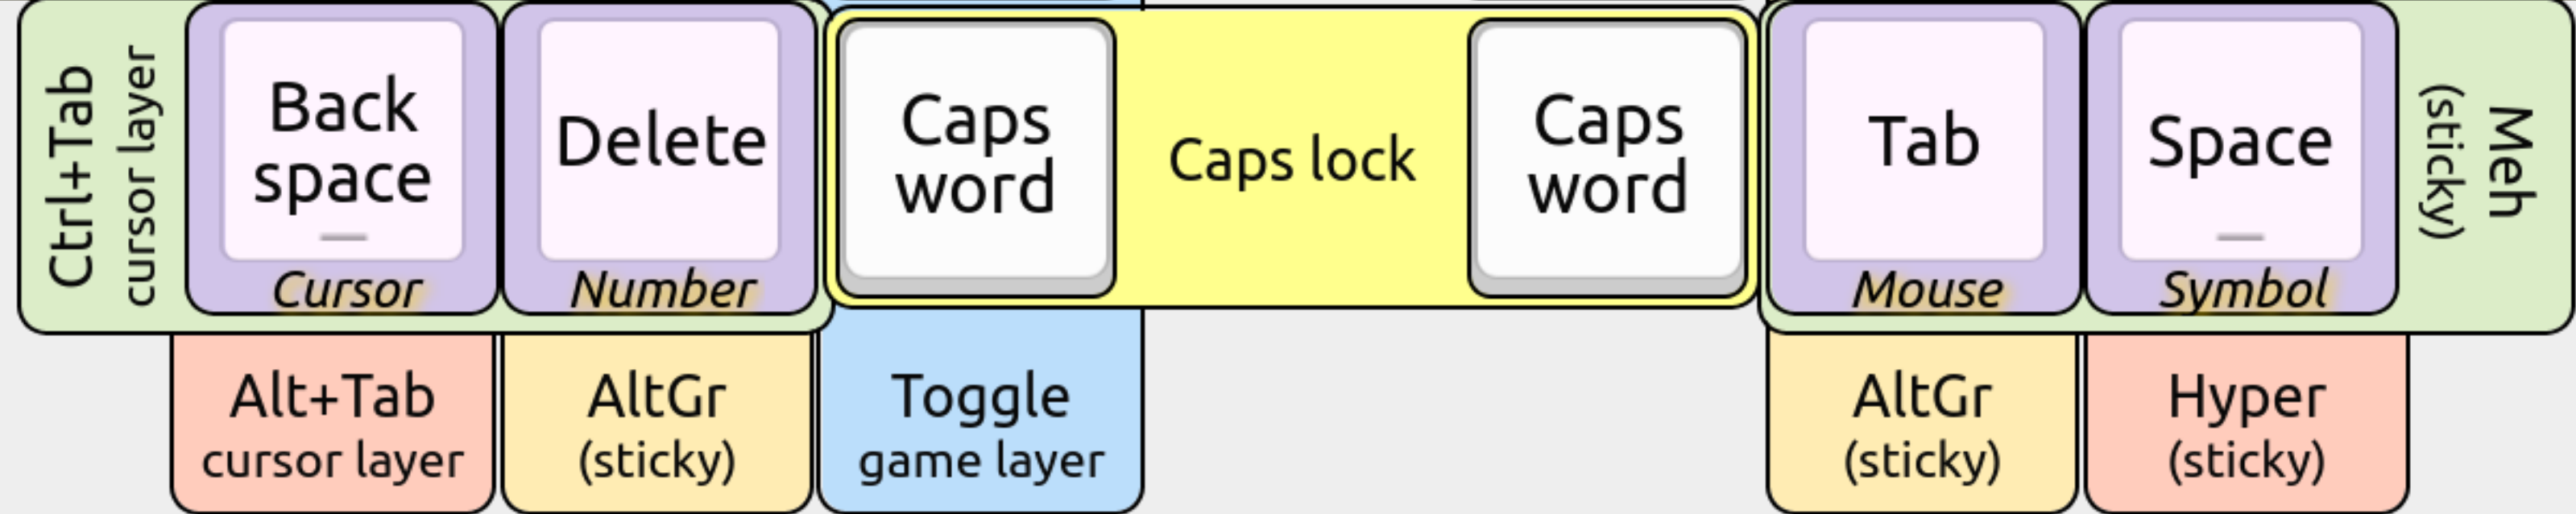 Ctrl+Tab
cursor layer
Back
space
Cursor
Delete
Number
Caps
word
Caps lock
Caps
word
Tab
Mouse
Space
Symbol
Meh
(sticky)
Alt+Tab
cursor layer
AltGr
(sticky)
Toggle
game layer
AltGr
(sticky)
Hyper
(sticky)